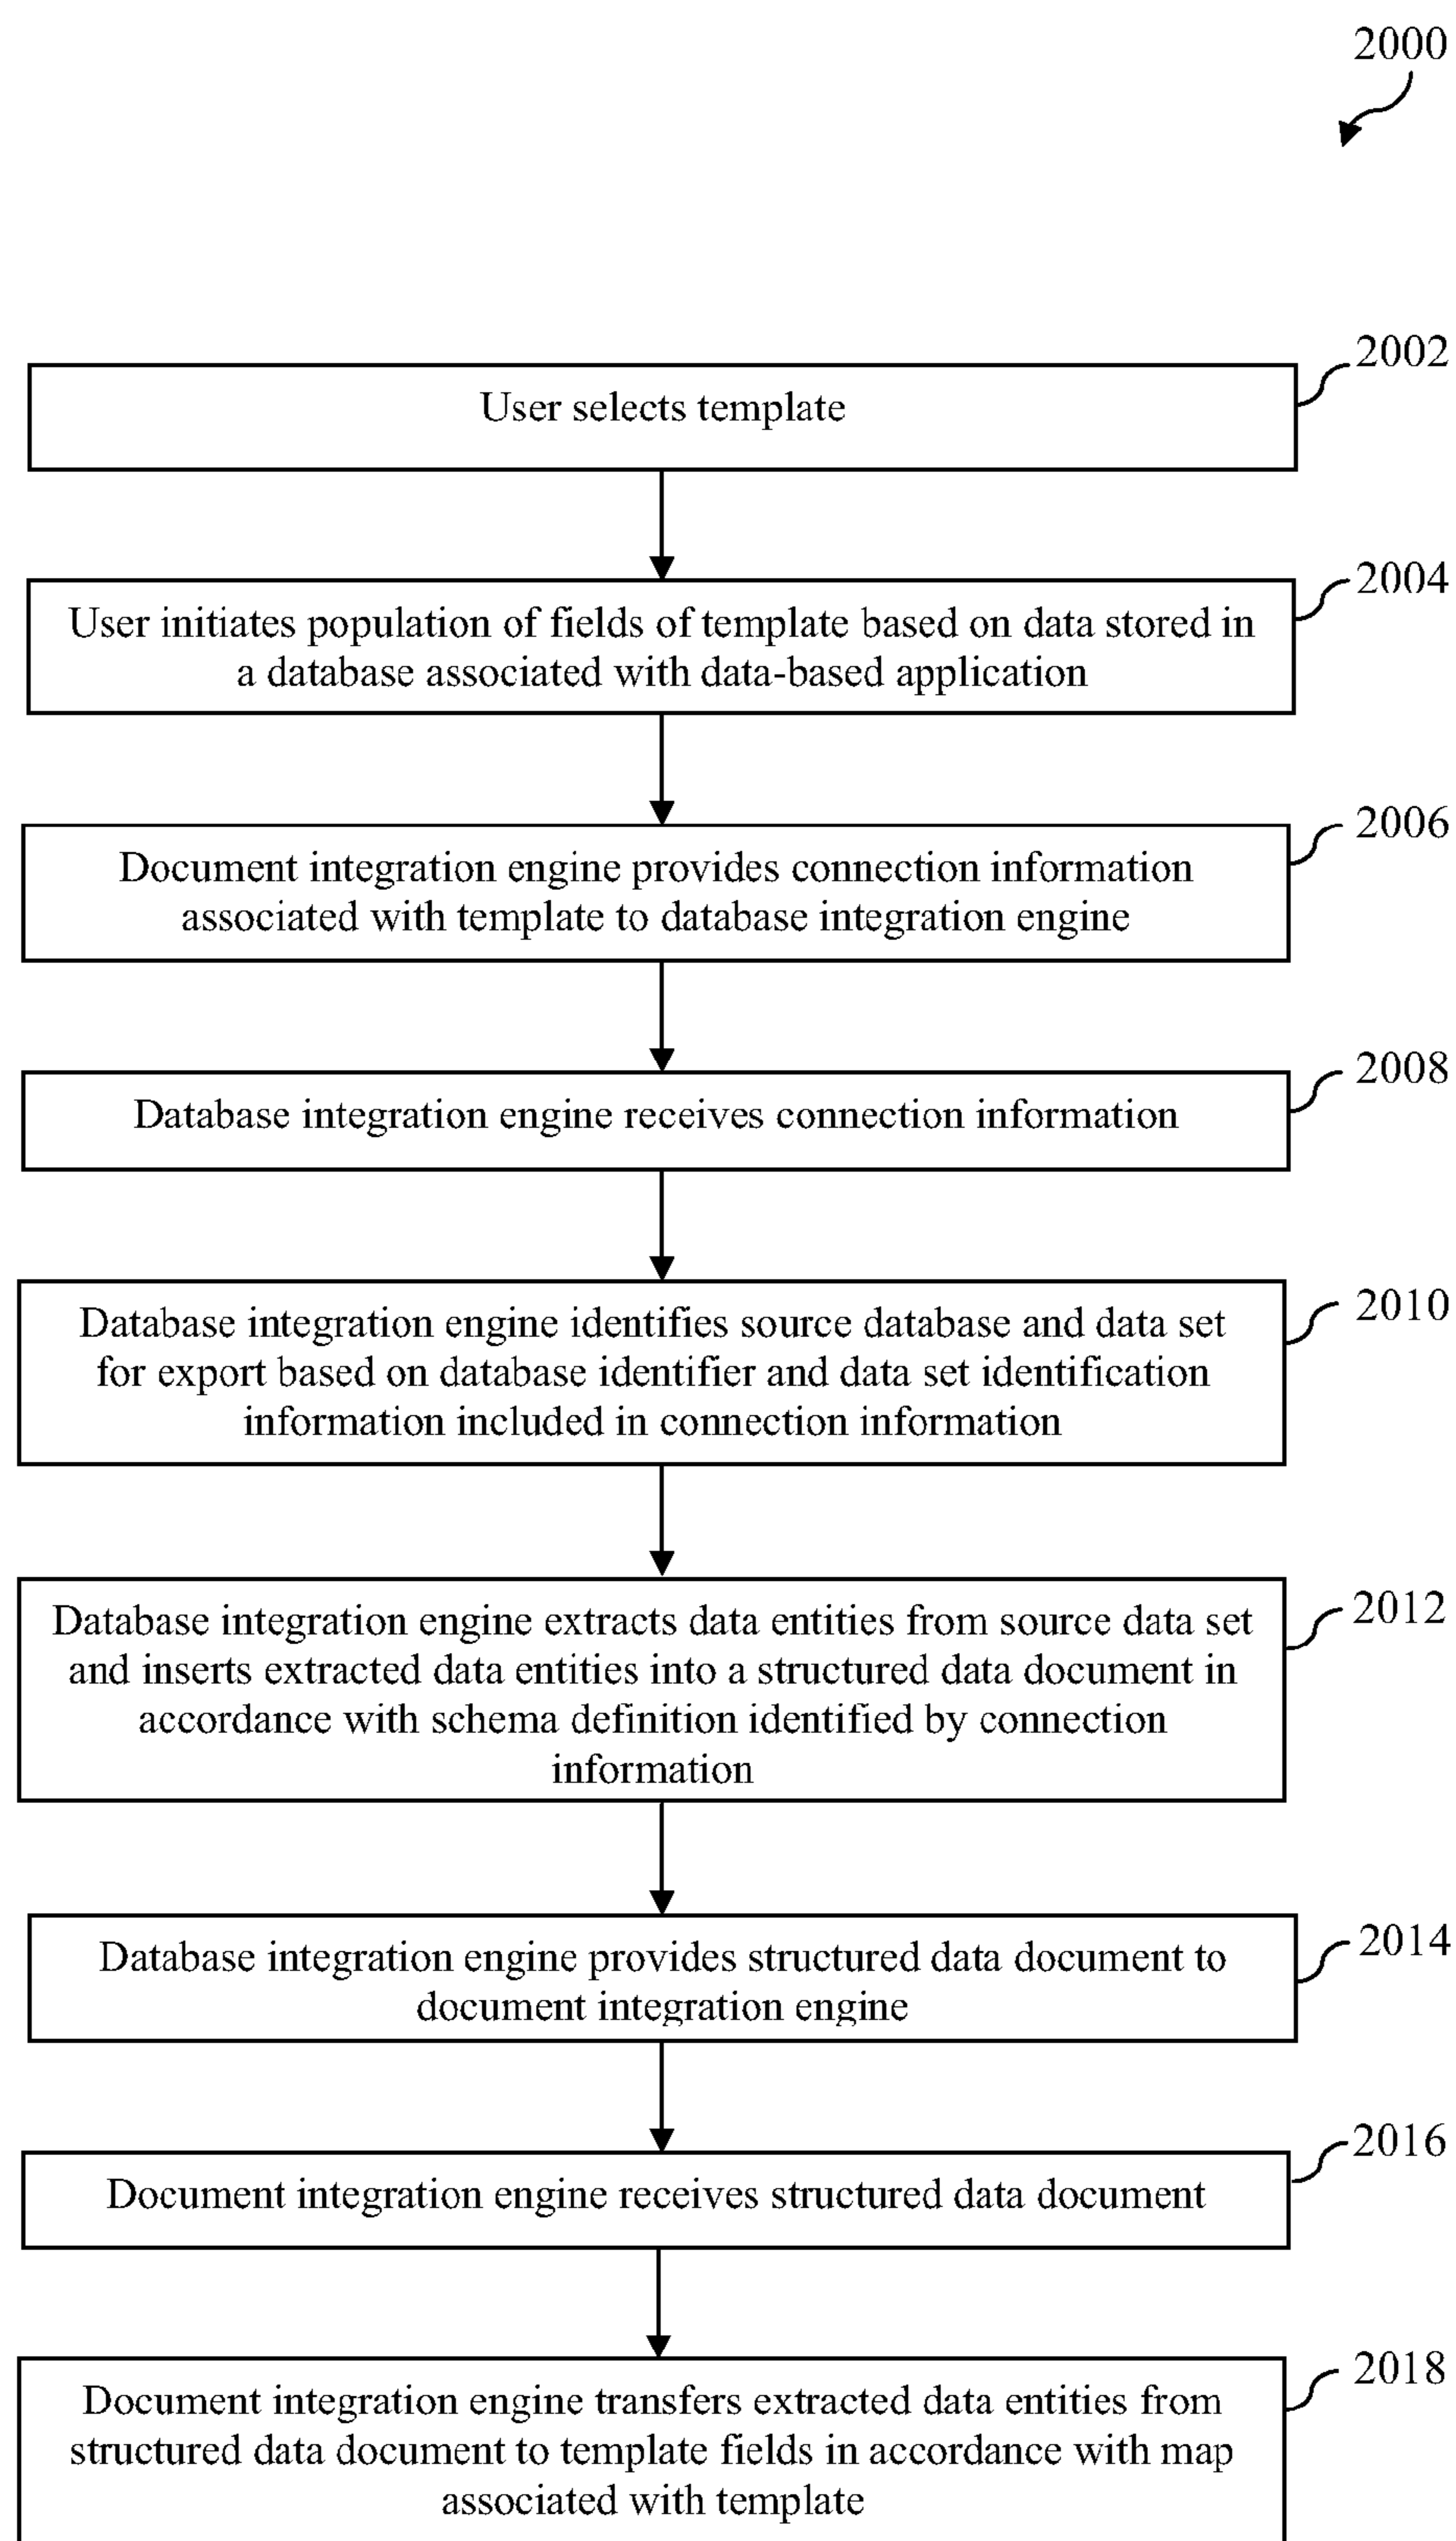 2000
2002
User selects template
2004
User initiates population of fields of template based on data stored in
a database associated with data-based application
2006
Document integration engine provides connection information
associated with template to database integration engine
2008
Database integration engine receives connection information
2010
Database integration engine identifies source database and data set
for export based on database identifier and data set identification
information included in connection information
2012
Database integration engine extracts data entities from source data set
and inserts extracted data entities into a structured data document in
accordance with schema definition identified by connection
information
2014
Database integration engine provides structured data document to
document integration engine
2016
Document integration engine receives structured data document
2018
Document integration engine transfers extracted data entities from
structured data document to template fields in accordance with map
associated with template